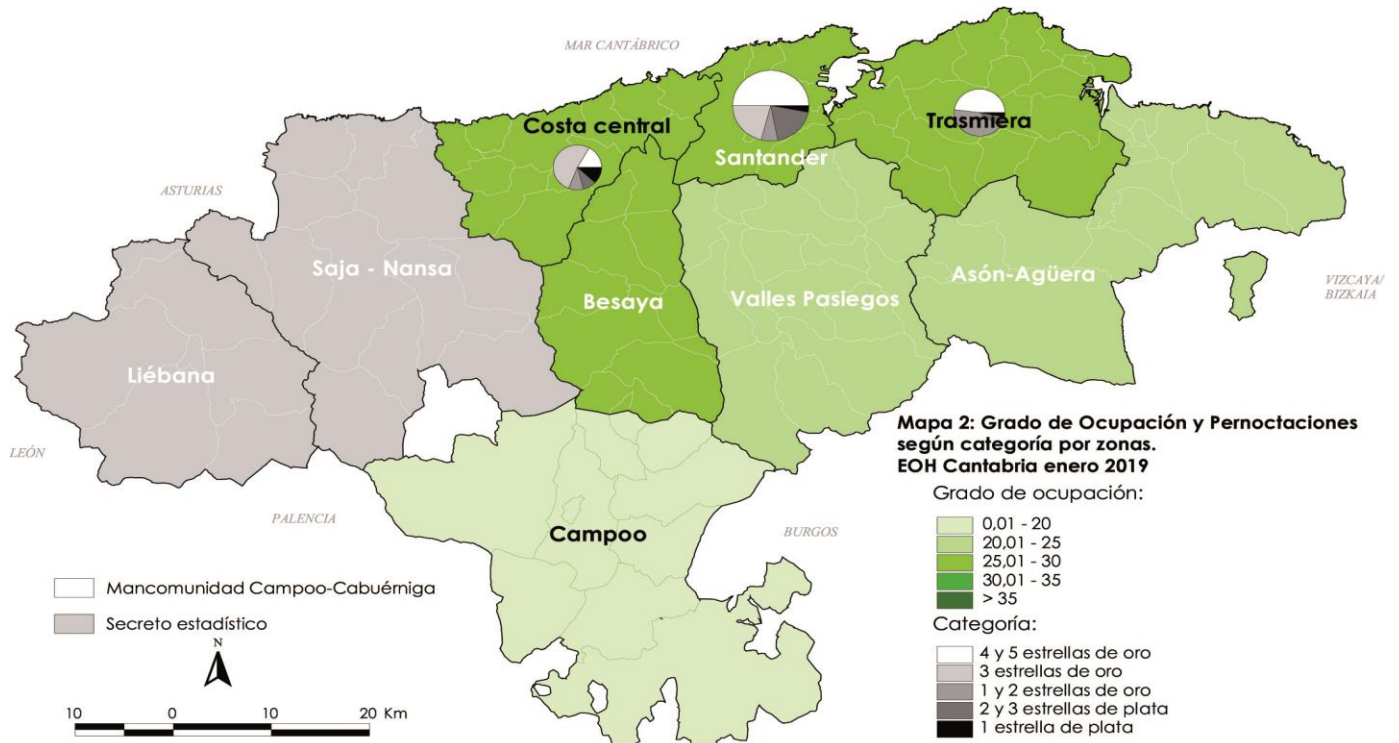 MAR CANTÁBRICO
Costa central
Santander
Trasmiera
ASTURIAS
Saja - Nansa
Besaya
Valles Pasiegos
Asón-Agüera
VIZCAYA/
BIZKAIA
Liébana
LEÓN
PALENCIA
Campoo
BURGOS
Mapa 2: Grado de Ocupación y Pernoctaciones
según categoría por zonas.
EOH Cantabria enero 2019
Grado de ocupación:
0,01 - 20
20,01 - 25
25,01 - 30
30,01 - 35
> 35
Categoría:
4 y 5 estrellas de oro
3 estrellas de oro
1 y 2 estrellas de oro
2 y 3 estrellas de plata
1 estrella de plata
Mancomunidad Campoo-Cabuérniga
Secreto estadístico
N
10 0 10 20 Km